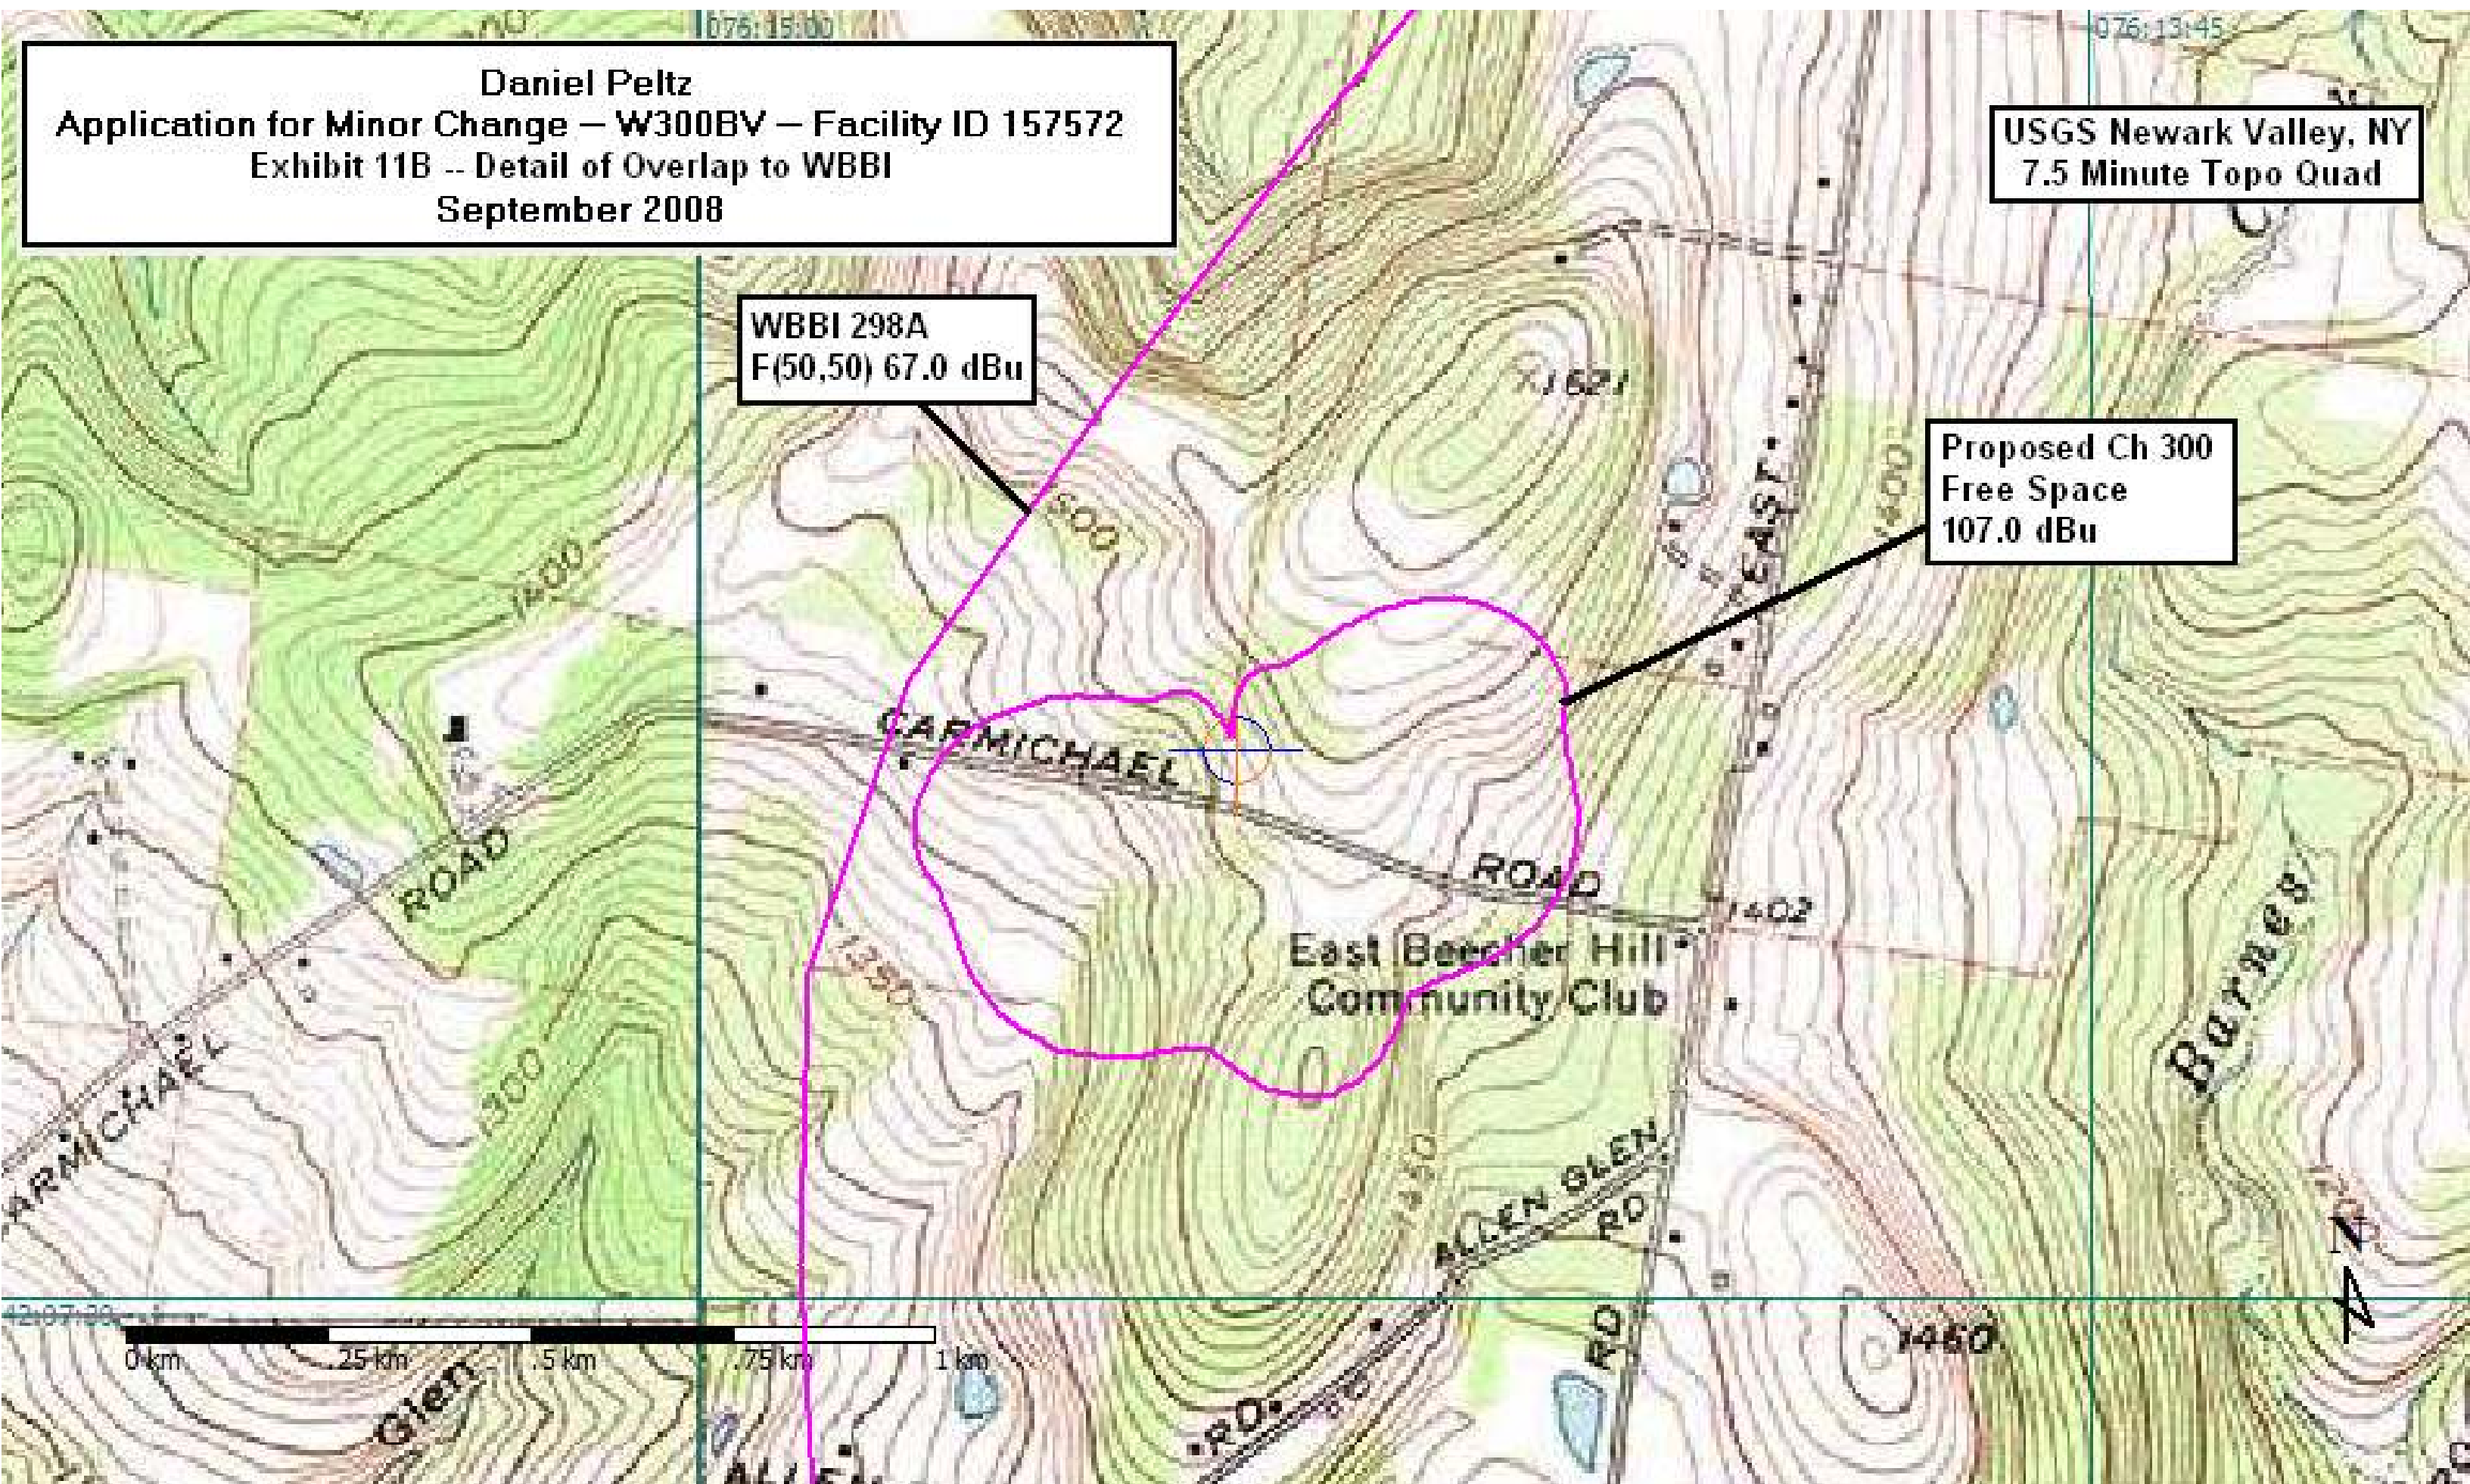 076:15:00
076:13:45
Daniel Peltz
Application for Minor Change – W300BV – Facility ID 157572
Exhibit 11B -- Detail of Overlap to WBBI
September 2008
USGS Newark Valley, NY
7.5 Minute Topo Quad
WBBI 298A
F(50,50) 67.0 dBu
1621
Proposed Ch 300
Free Space
107.0 dBu
EAST
1400
1400
CARMICHAEL
ROAD
ROAD
1402
East Beecher Hill
Community Club
1350
Barnes
1300
ARMICHAEL
1450
ALLEN GLEN
RD
N
42:07:30
0 km
.25 km
.5 km
.75 km
1 km
RD
1460
Glen
RD.
ALLEN